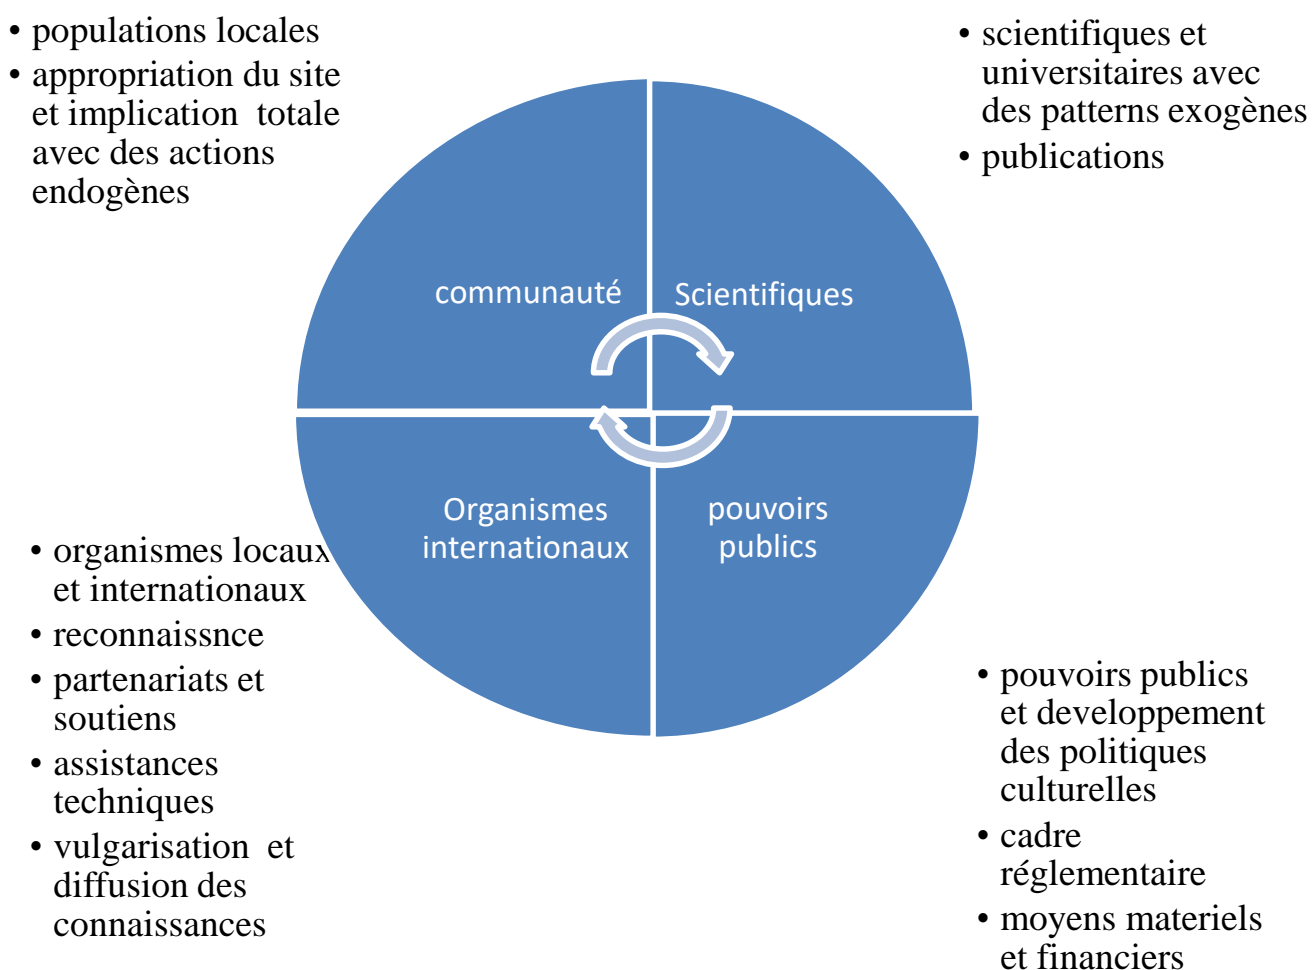 • populations locales
• appropriation du site
et implication  totale
avec des actions
endogènes
• scientifiques et
universitaires avec
des patterns exogènes
• publications
communauté
Scientifiques
Organismes
internationaux
pouvoirs
publics
• organismes locaux
et internationaux
• reconnaissnce
• partenariats et
soutiens
• assistances
techniques
• vulgarisation  et
diffusion des
connaissances
• pouvoirs publics
et developpement
des politiques
culturelles
• cadre
réglementaire
• moyens materiels
et financiers